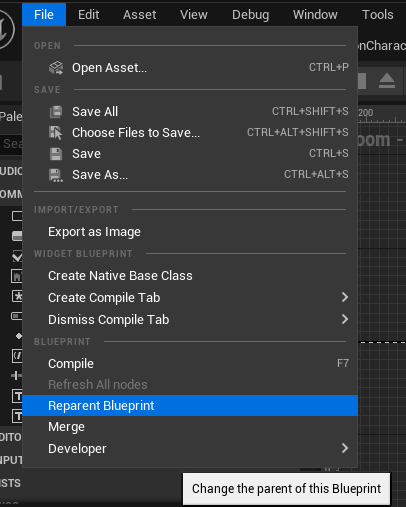 File Edit Asset View Debug Window Tools
OPEN
onCharac
Open Asset... CTRL+P
Pale
SAVE
Save All CTRL+SHIFT+S
200
Choose Files to Save... CTRL+ALT+SHIFT+S
Sea
oom -
Save CTRL+S
Save As... CTRL+ALT+S
UDIO
OMM
IMPORT/EXPORT
Export as Image
WIDGET BLUEPRINT
Create Native Base Class
Create Compile Tab
Dismiss Compile Tab
BLUEPRINT
Compile F7
Refresh All nodes
Reparent Blueprint
Merge
DITO
Developer
NPUT
ISTS
Change the parent of this Blueprint